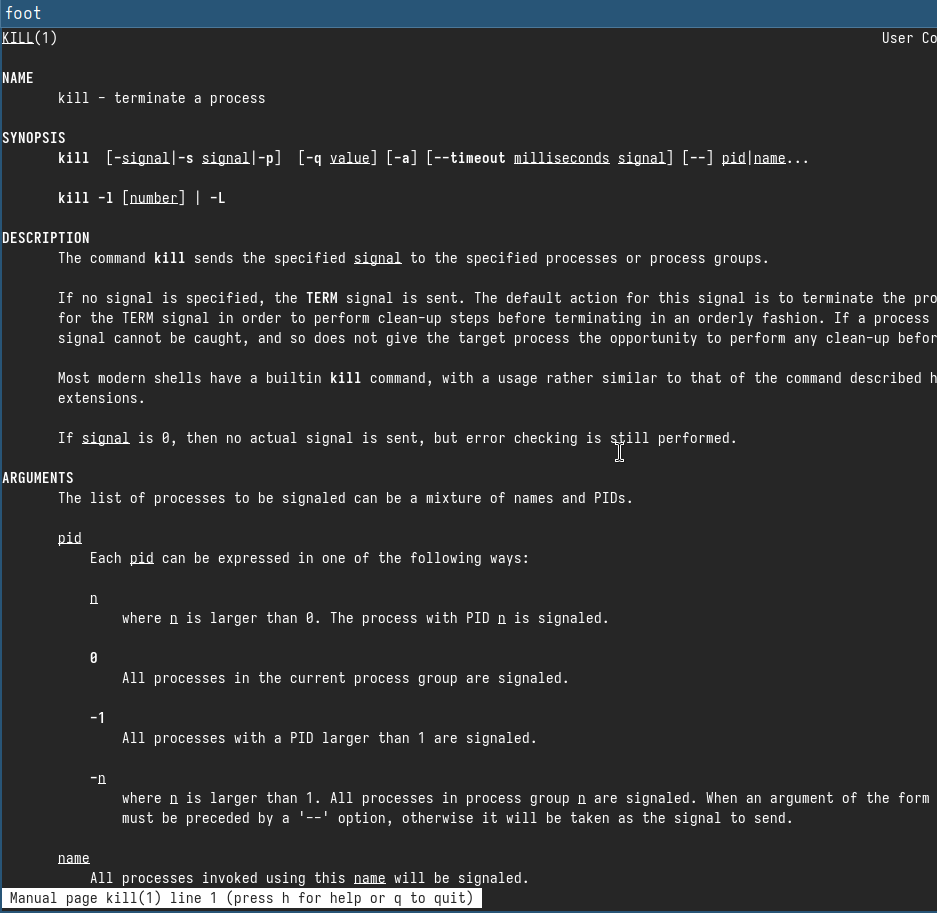 foot
KILL(1) User Co
NAME
kill - terminate a process
SYNOPSIS
kill [-signal|-s signal|-p] [-q value] [-a] [--timeout milliseconds signal] [--] pid|name...
kill -l [number] | -L
DESCRIPTION
The command kill sends the specified signal to the specified processes or process groups.
If no signal is specified, the TERM signal is sent. The default action for this signal is to terminate the pro
for the TERM signal in order to perform clean-up steps before terminating in an orderly fashion. If a process
signal cannot be caught, and so does not give the target process the opportunity to perform any clean-up befor
Most modern shells have a builtin kill command, with a usage rather similar to that of the command described h
extensions.
If signal is 0, then no actual signal is sent, but error checking is still performed.
ARGUMENTS
The list of processes to be signaled can be a mixture of names and PIDs.
pid
Each pid can be expressed in one of the following ways:
n
where n is larger than 0. The process with PID n is signaled.
0
All processes in the current process group are signaled.
-1
All processes with a PID larger than 1 are signaled.
-n
where n is larger than 1. All processes in process group n are signaled. When an argument of the form
must be preceded by a '--' option, otherwise it will be taken as the signal to send.
name
All processes invoked using this name will be signaled.
Manual page kill(1) line 1 (press h for help or q to quit)